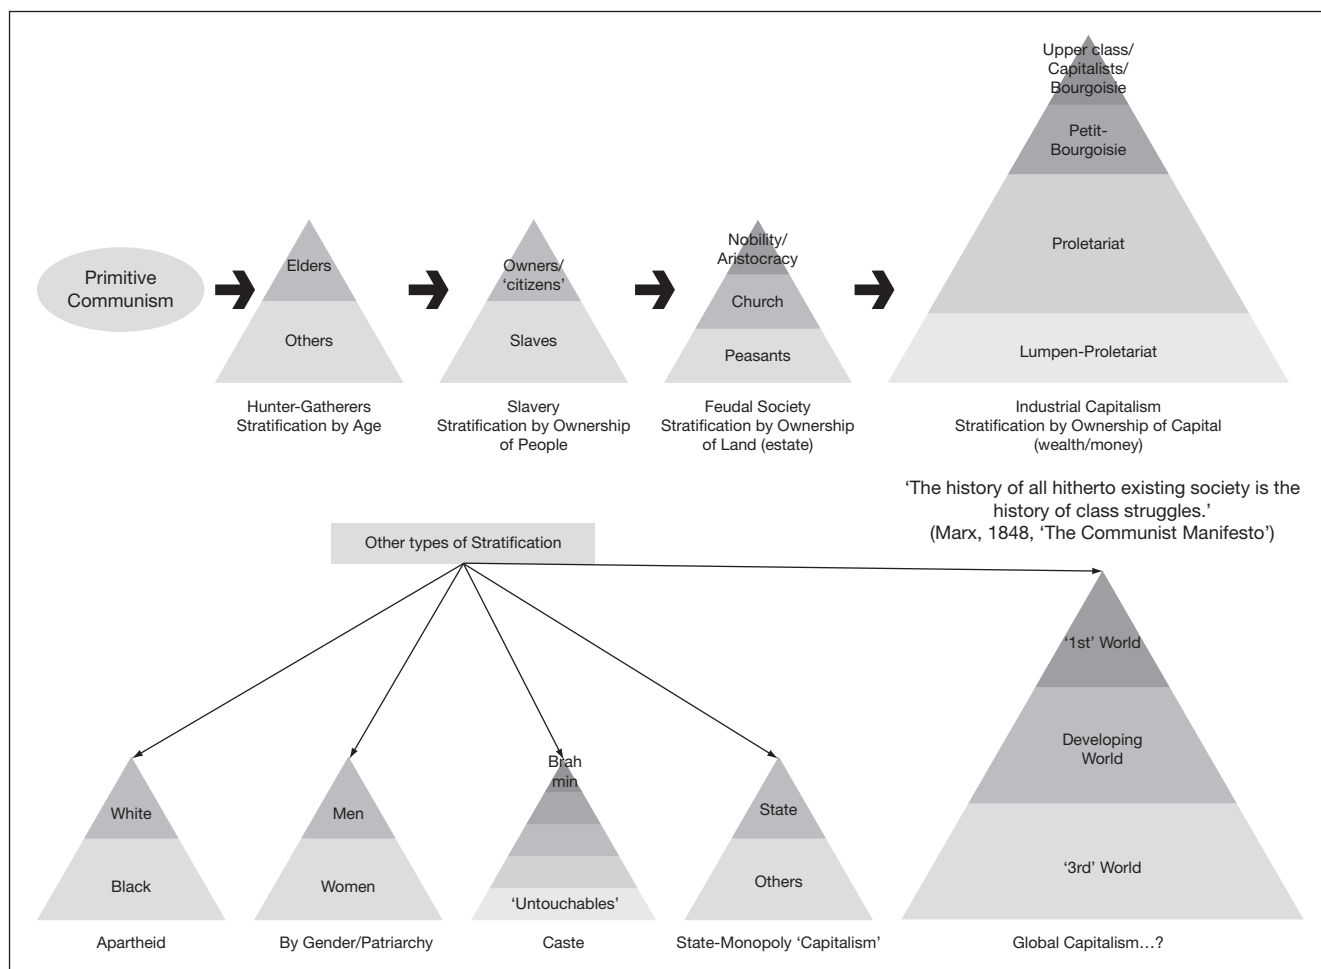 Primitive
Communism
Elders
Others
Hunter-Gatherers
Stratification by Age
Owners/
‘citizens’
Slaves
Slavery
Stratification by Ownership
of People
Nobility/
Aristocracy
Church
Peasants
Feudal Society
Stratification by Ownership
of Land (estate)
Upper class/
Capitalists/
Bourgoisie
Petit-
Bourgoisie
Proletariat
Lumpen-Proletariat
Industrial Capitalism
Stratification by Ownership of Capital
(wealth/money)
‘The history of all hitherto existing society is the
history of class struggles.’
(Marx, 1848, ‘The Communist Manifesto’)
Other types of Stratification
White
Black
Apartheid
Men
Women
By Gender/Patriarchy
Brah
min
‘Untouchables’
Caste
State
Others
State-Monopoly ‘Capitalism’
‘1st’ World
Developing
World
‘3rd’ World
Global Capitalism…?